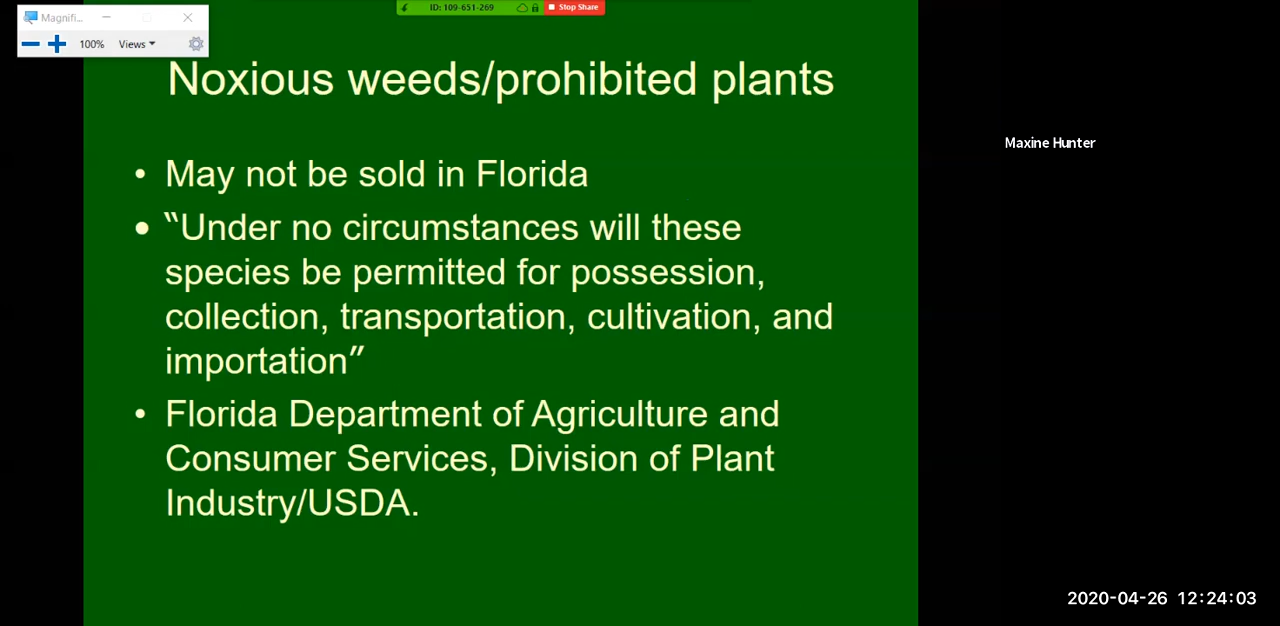 Magnifi...
100% Views
ID: 109-651-269 Stop Share
Noxious weeds/prohibited plants
Maxine Hunter
• May not be sold in Florida
• “Under no circumstances will these
species be permitted for possession,
collection, transportation, cultivation, and
importation”
• Florida Department of Agriculture and
Consumer Services, Division of Plant
Industry/USDA.
2020-04-26 12:24:03